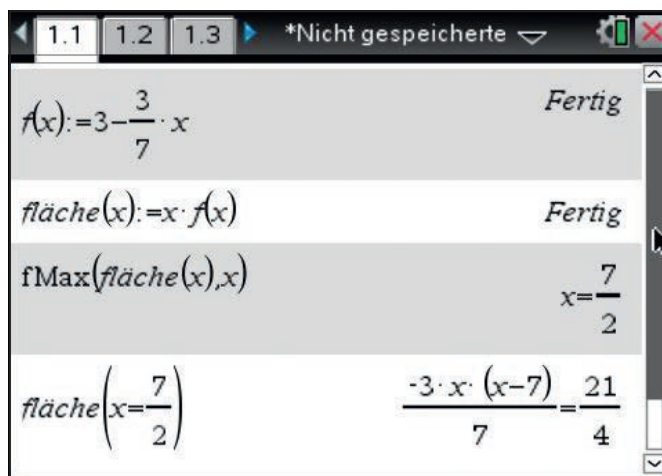 1.1 1.2 1.3 *Nicht gespeicherte
f(x):=3-3/7·x Fertig
fläche(x):=x·f(x) Fertig
fMax(fläche(x),x) x=7/2
fläche(x=7/2) -3·x·(x-7)/7=21/4